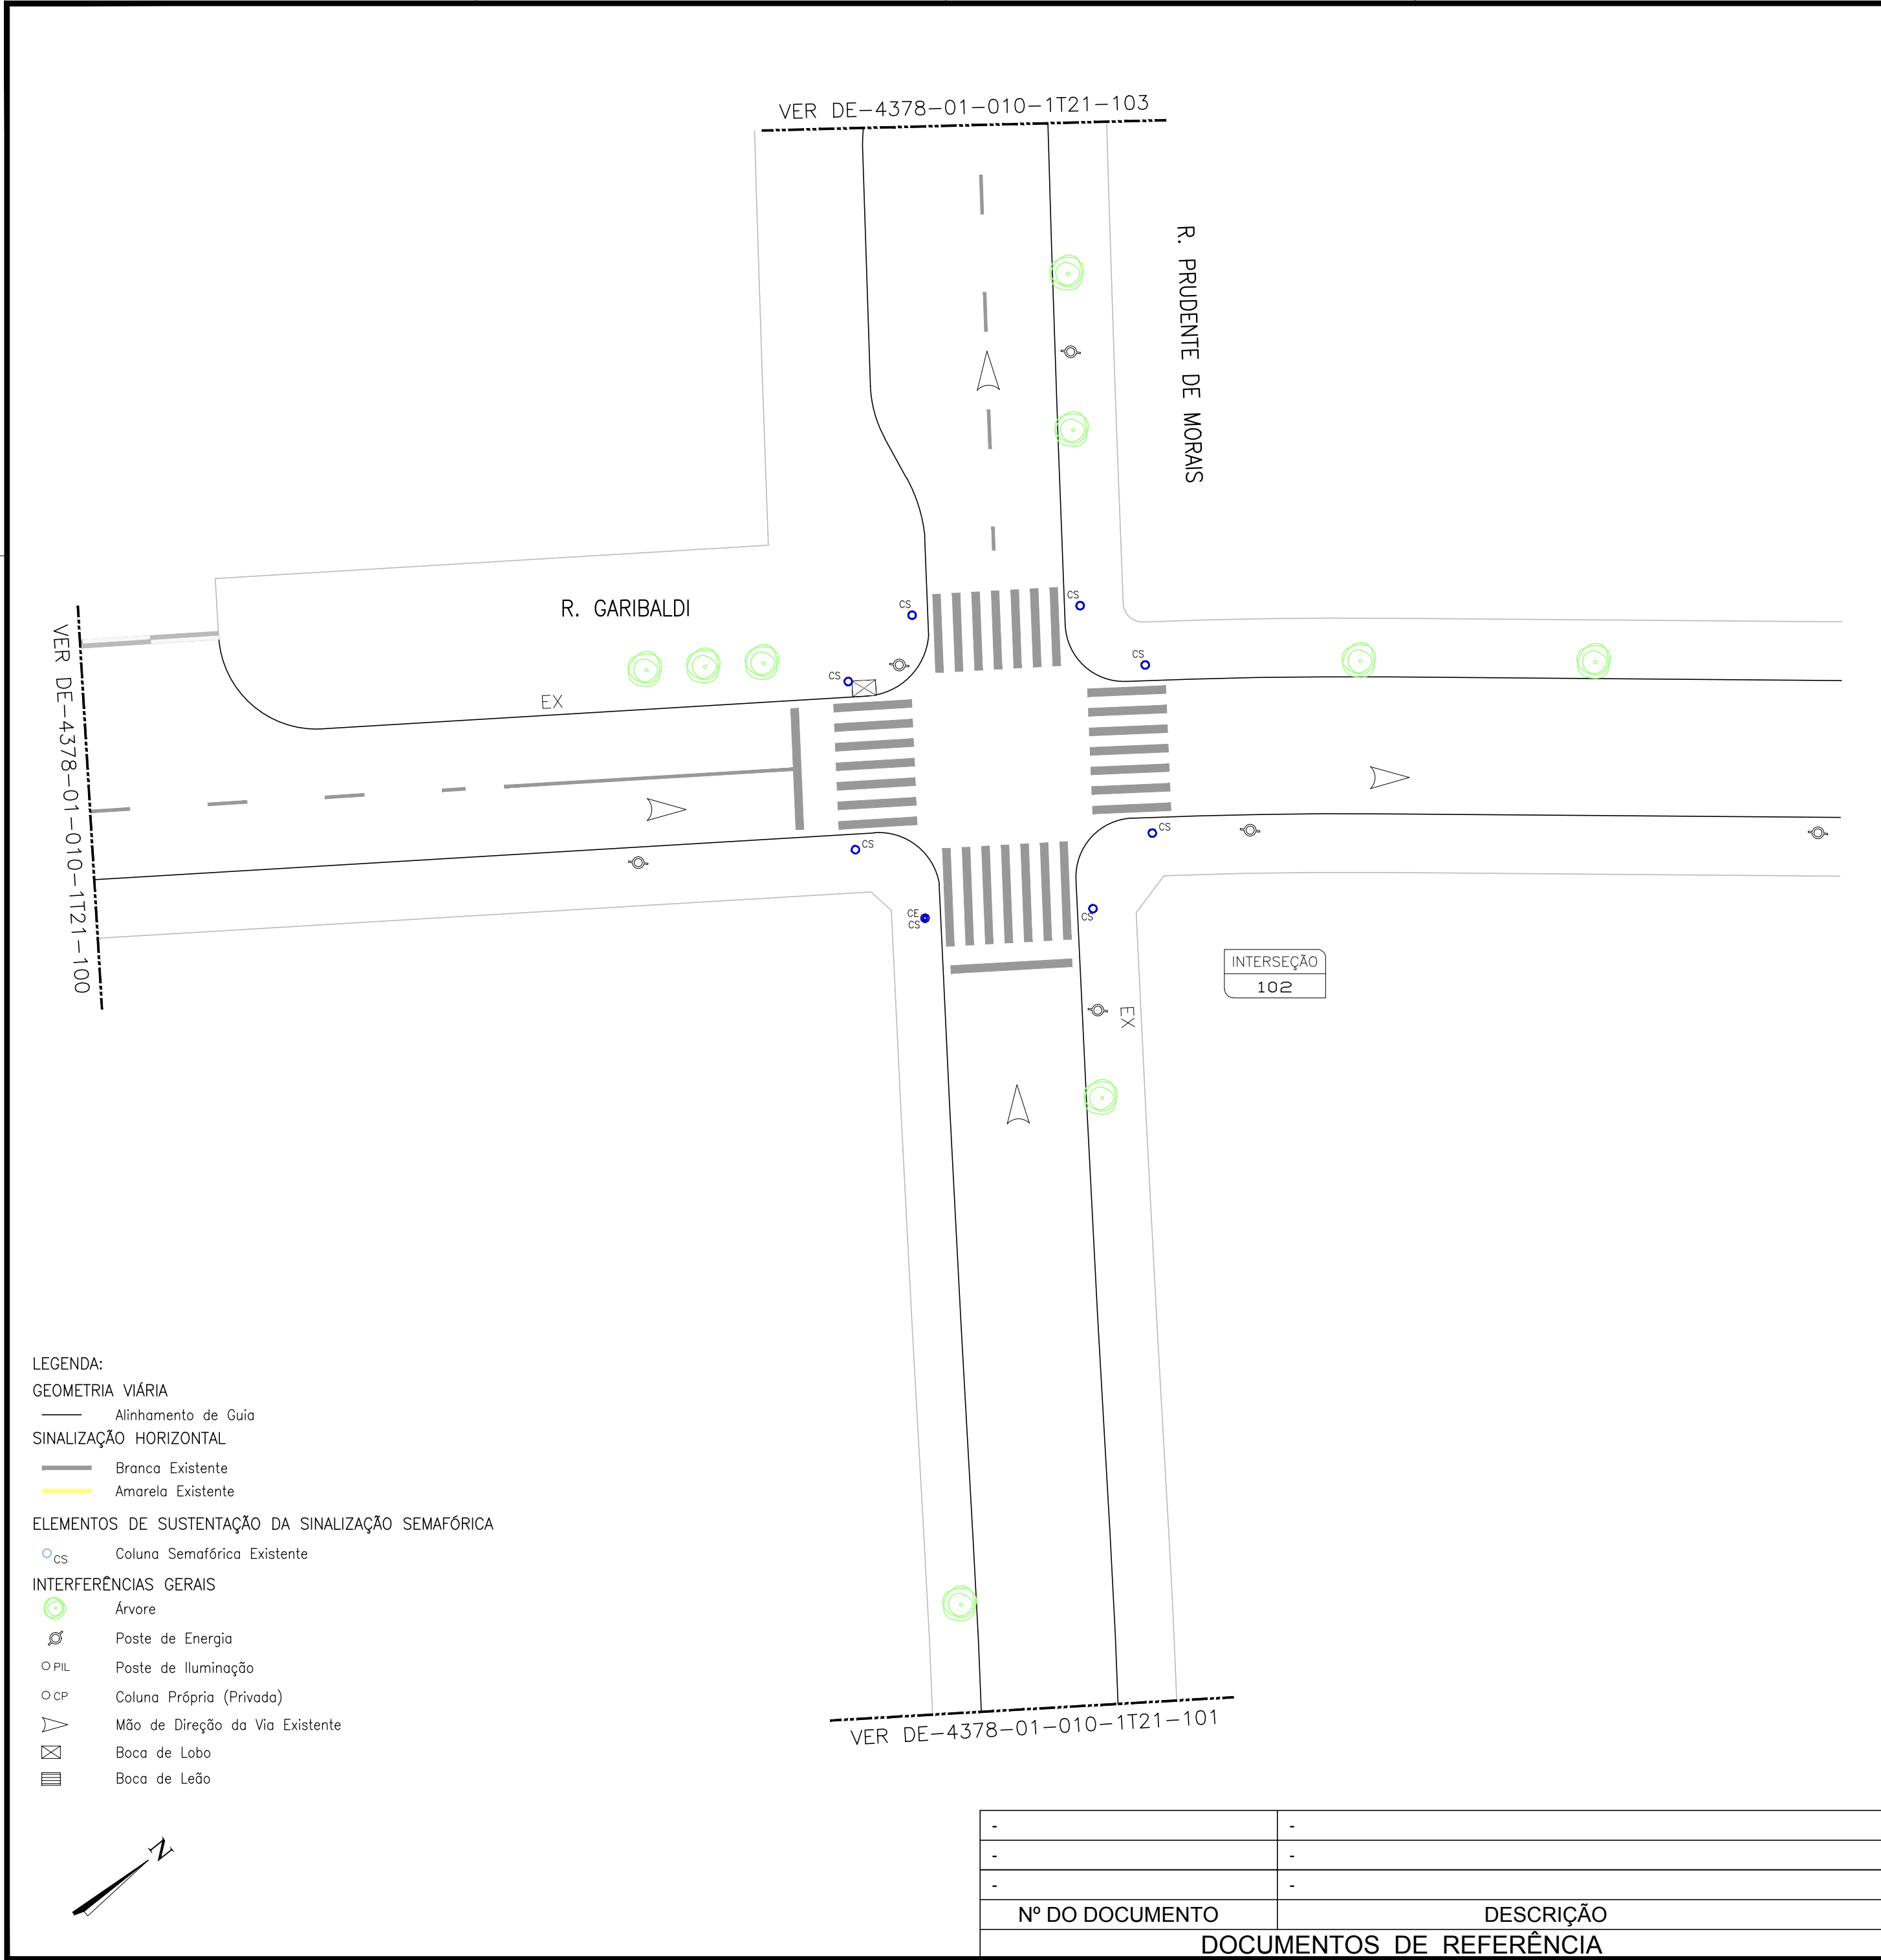 VER DE-4378-01-010-1T21-103
R. PRUDENTE DE MORAIS
R. GARIBALDI
CS
CS
CS
CS
EX
VER DE-4378-01-010-1T21-100
CS
CS
CE
CS
CS
INTERSEÇÃO
102
EX
LEGENDA:
GEOMETRIA VIÁRIA
Alinhamento de Guia
SINALIZAÇÃO HORIZONTAL
Branca Existente
Amarela Existente
ELEMENTOS DE SUSTENTAÇÃO DA SINALIZAÇÃO SEMAFÓRICA
CS Coluna Semafórica Existente
INTERFERÊNCIAS GERAIS
Árvore
Poste de Energia
PIL Poste de Iluminação
CP Coluna Própria (Privada)
Mão de Direção da Via Existente
Boca de Lobo
Boca de Leão
VER DE-4378-01-010-1T21-101
N
- -
- -
- -
Nº DO DOCUMENTO DESCRIÇÃO
DOCUMENTOS DE REFERÊNCIA